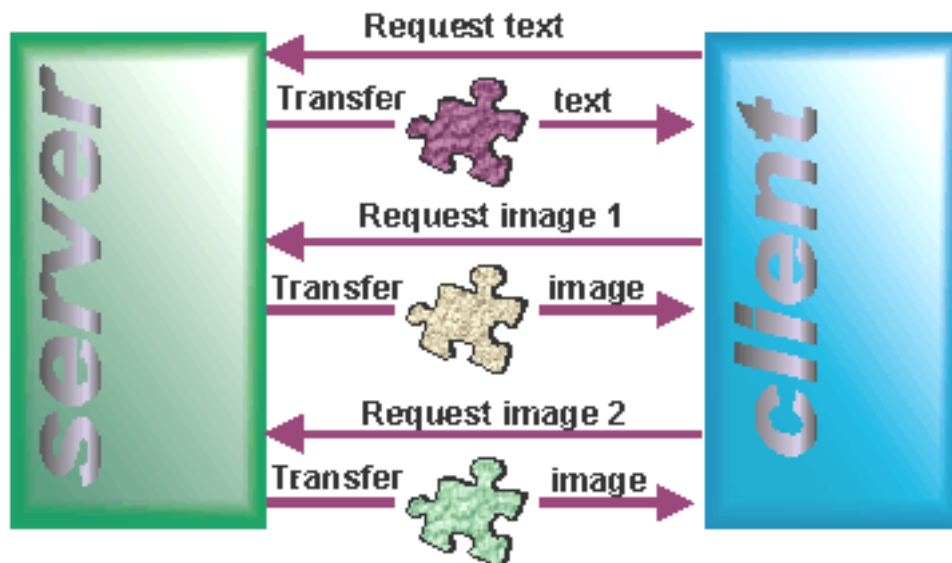 server
Request text
Transfer text
Request image 1
Transfer image
Request image 2
Transfer image
client